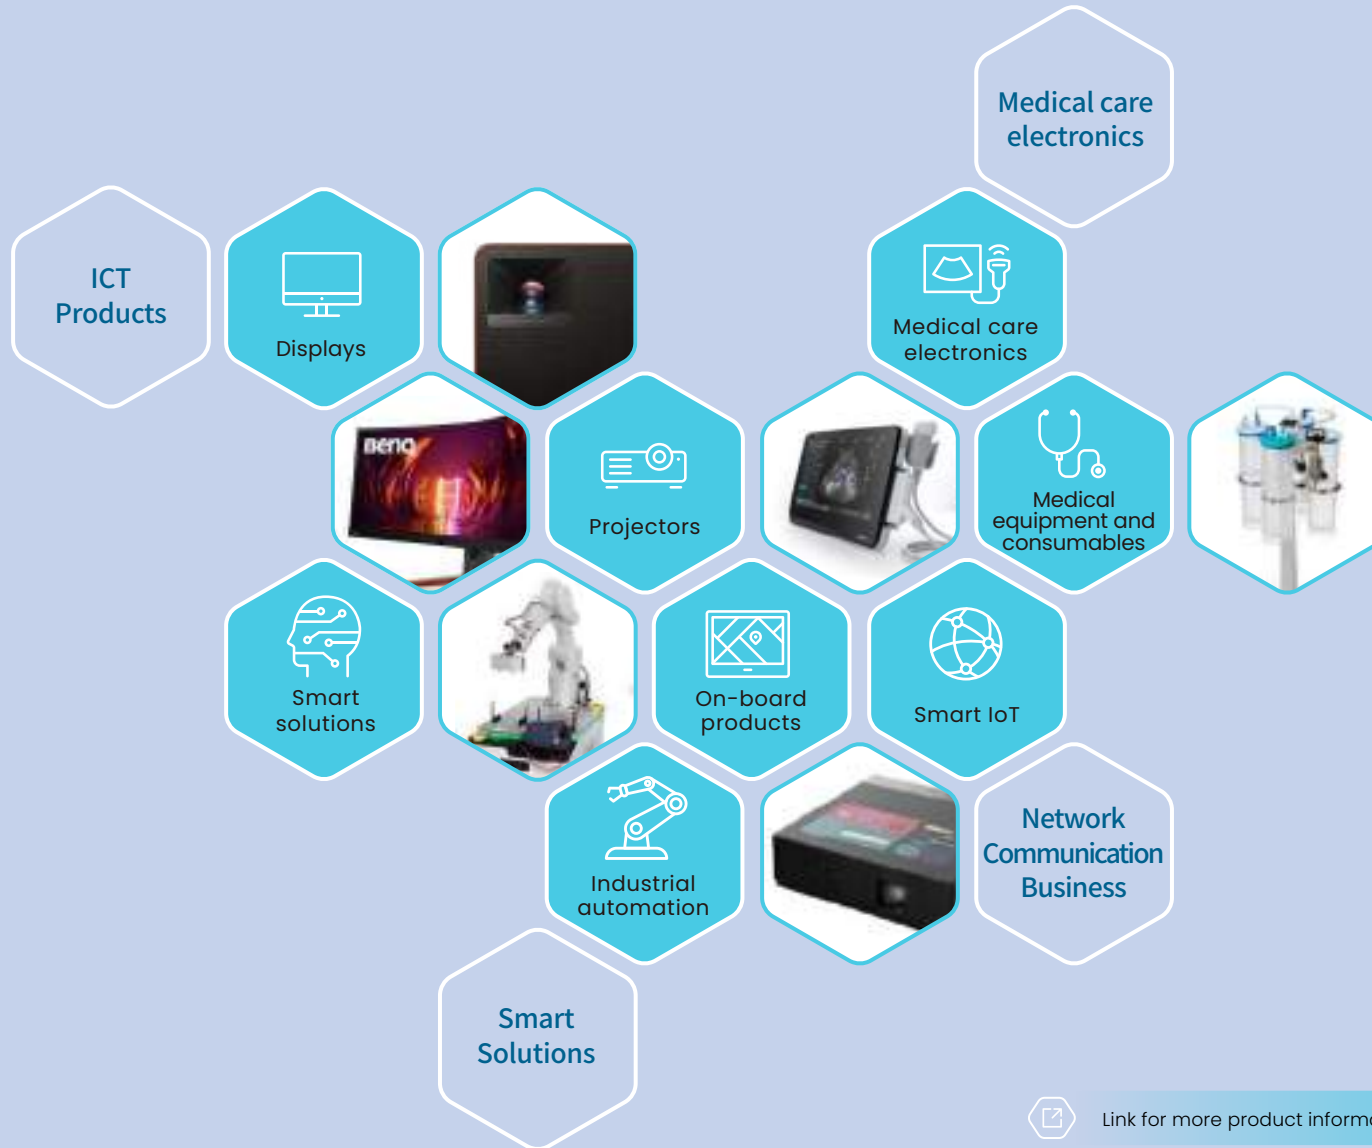 Medical care
electronics
ICT
Products
Displays
Medical care
electronics
BenQ
Projectors
Medical
equipment and
consumables
Smart
solutions
On-board
products
Smart IoT
Industrial
automation
Network
Communication
Business
Smart
Solutions
Link for more product informa